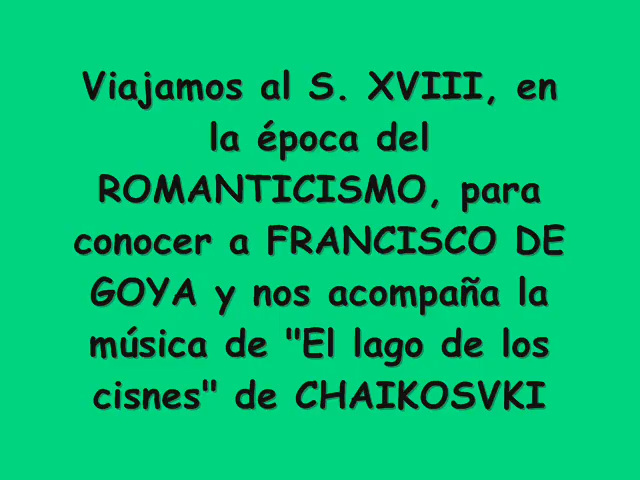 Viajamos al S. XVIII, en
la época del
ROMANTICISMO, para
conocer a FRANCISCO DE
GOYA y nos acompaña la
música de "El lago de los
cisnes" de CHAIKOSVKI